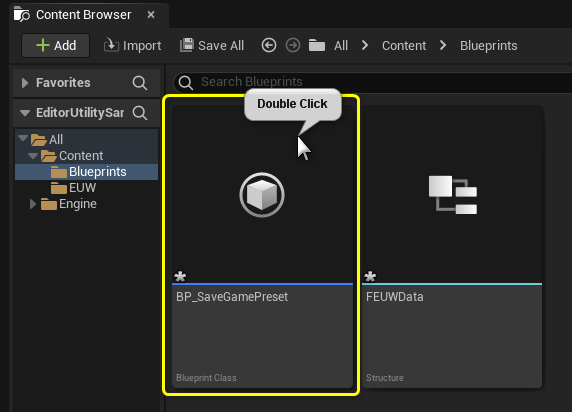 Content Browser
Add
Import
Save All
All
Content
Blueprints
Favorites
Search Blueprints
EditorUtilitySar
All
Content
Blueprints
EUW
Engine
Double Click
BP_SaveGamePreset
Blueprint Class
FEUWData
Structure